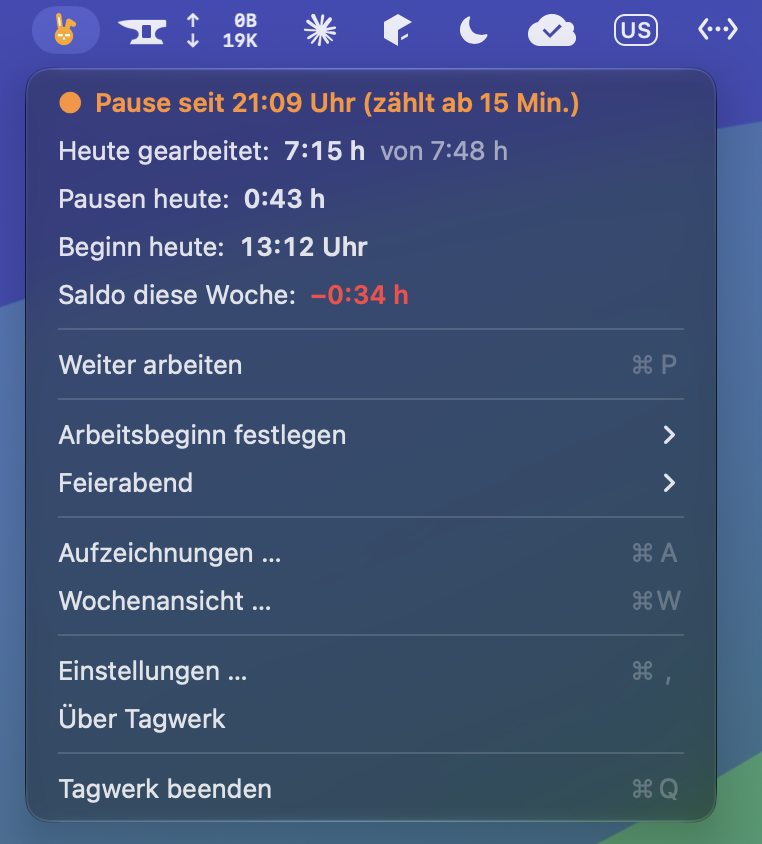 0B
19K
US
Pause seit 21:09 Uhr (zählt ab 15 Min.)
Heute gearbeitet: 7:15 h von 7:48 h
Pausen heute: 0:43 h
Beginn heute: 13:12 Uhr
Saldo diese Woche: −0:34 h
Weiter arbeiten ⌘ P
Arbeitsbeginn festlegen
Feierabend
Aufzeichnungen ... ⌘ A
Wochenansicht ... ⌘ W
Einstellungen ... ⌘ ,
Über Tagwerk
Tagwerk beenden ⌘ Q